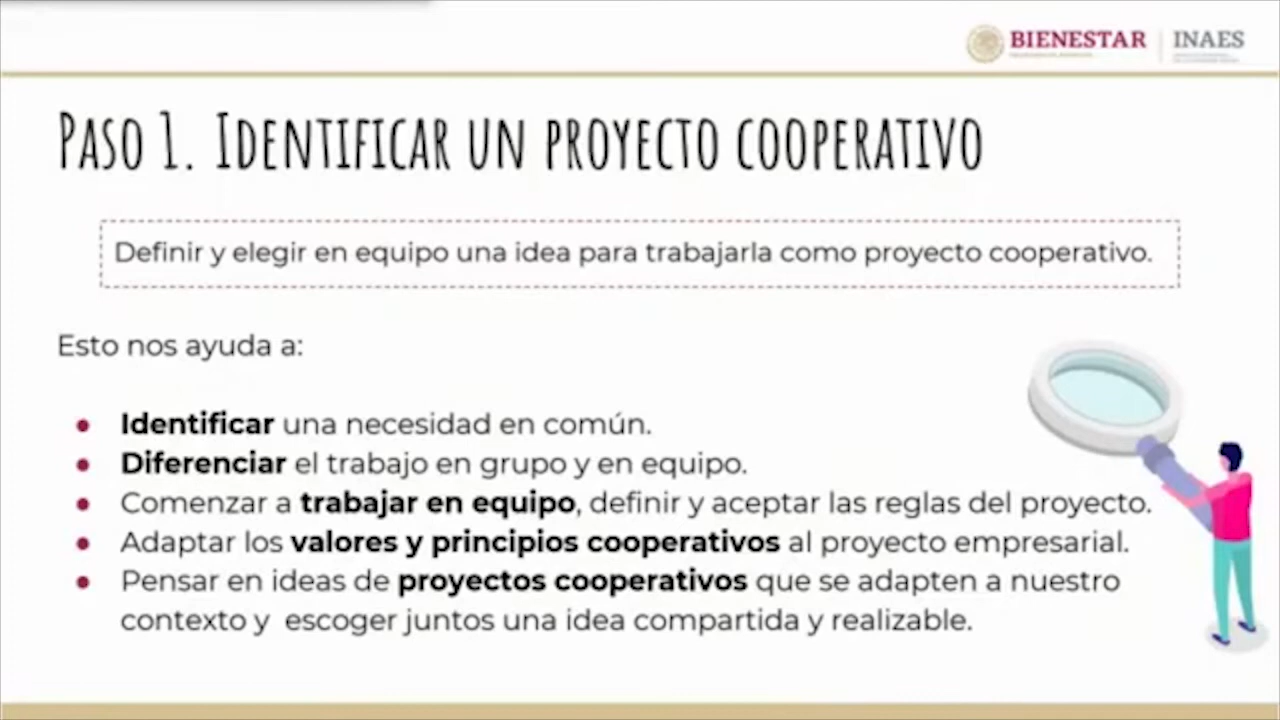 BIENESTAR
INAES
PASO 1. IDENTIFICAR UN PROYECTO COOPERATIVO
Definir y elegir en equipo una idea para trabajarla como proyecto cooperativo.
Esto nos ayuda a:
● Identificar una necesidad en común.
● Diferenciar el trabajo en grupo y en equipo.
● Comenzar a trabajar en equipo, definir y aceptar las reglas del proyecto.
● Adaptar los valores y principios cooperativos al proyecto empresarial.
● Pensar en ideas de proyectos cooperativos que se adapten a nuestro
contexto y escoger juntos una idea compartida y realizable.